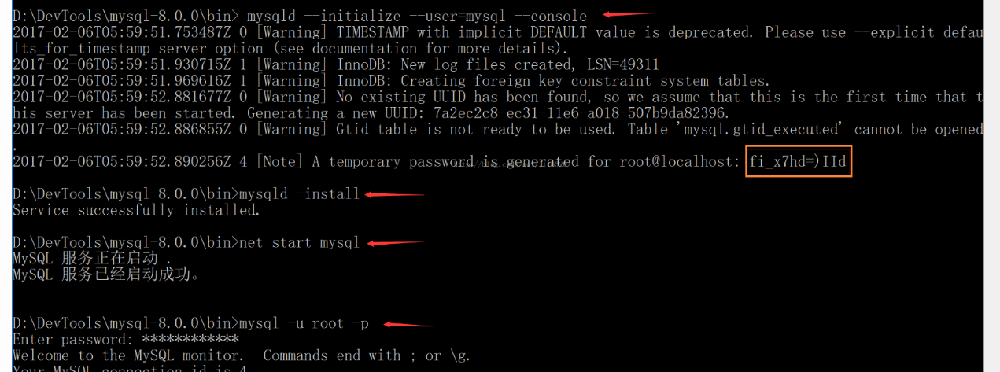 D:\DevTools\mysql-8.0.0\bin> mysqld --initialize --user=mysql --console
2017-02-06T05:59:51.753487Z 0 [Warning] TIMESTAMP with implicit DEFAULT value is deprecated. Please use --explicit_defau
lts_for_timestamp server option (see documentation for more details).
2017-02-06T05:59:51.930715Z 1 [Warning] InnoDB: New log files created, LSN=49311
2017-02-06T05:59:51.969616Z 1 [Warning] InnoDB: Creating foreign key constraint system tables.
2017-02-06T05:59:52.881677Z 0 [Warning] No existing UUID has been found, so we assume that this is the first time that t
his server has been started. Generating a new UUID: 7a2ec2c8-ec31-11e6-a018-507b9da82396.
2017-02-06T05:59:52.886855Z 0 [Warning] Gtid table is not ready to be used. Table 'mysql.gtid_executed' cannot be opened
.
2017-02-06T05:59:52.890256Z 4 [Note] A temporary password is generated for root@localhost: fi_x7hd=)IId
D:\DevTools\mysql-8.0.0\bin>mysqld -install
Service successfully installed.
D:\DevTools\mysql-8.0.0\bin>net start mysql
MySQL 服务正在启动 .
MySQL 服务已经启动成功。
D:\DevTools\mysql-8.0.0\bin>mysql -u root -p
Enter password: ************
Welcome to the MySQL monitor.  Commands end with ; or \g.
Your MySQL connection id is 4